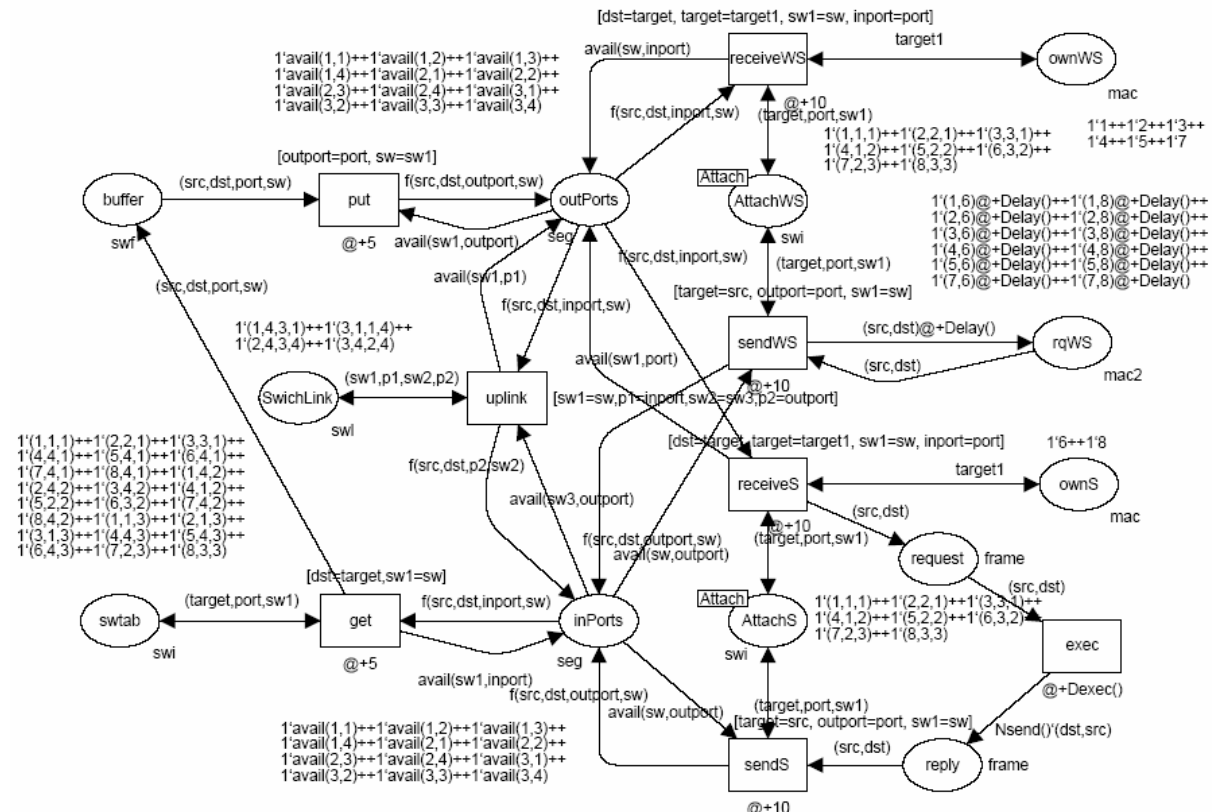 [dst=target, target=target1, sw1=sw, inport=port]
1`avail(1,1)++1`avail(1,2)++1`avail(1,3)++
1`avail(1,4)++1`avail(2,1)++1`avail(2,2)++
1`avail(2,3)++1`avail(2,4)++1`avail(3,1)++
1`avail(3,2)++1`avail(3,3)++1`avail(3,4)
avail(sw,inport)
receiveWS
target1
ownWS
mac
@+10
f(src,dst,inport,sw)
(target,port,sw1)
1`(1,1,1)++1`(2,2,1)++1`(3,3,1)++
1`(4,1,2)++1`(5,2,2)++1`(6,3,2)++
1`(7,2,3)++1`(8,3,3)
1`1++1`2++1`3++
1`4++1`5++1`7
[outport=port, sw=sw1]
buffer
swf
(src,dst,port,sw)
put
@+5
f(src,dst,outport,sw)
avail(sw1,outport)
outPorts
seg
Attach
AttachWS
swi
1`(1,6)@+Delay()++1`(1,8)@+Delay()++
1`(2,6)@+Delay()++1`(2,8)@+Delay()++
1`(3,6)@+Delay()++1`(3,8)@+Delay()++
1`(4,6)@+Delay()++1`(4,8)@+Delay()++
1`(5,6)@+Delay()++1`(5,8)@+Delay()++
1`(7,6)@+Delay()++1`(7,8)@+Delay()
(src,dst,port,sw)
avail(sw1,p1)
f(src,dst,inport,sw)
f(src,dst,inport,sw)
(target,port,sw1)
[target=src, outport=port, sw1=sw]
1`(1,4,3,1)++1`(3,1,1,4)++
1`(2,4,3,4)++1`(3,4,2,4)
sendWS
@+10
(src,dst)@+Delay()
(src,dst)
rqWS
mac2
avail(sw1,port)
SwichLink
swl
(sw1,p1,sw2,p2)
uplink
[sw1=sw,p1=inport,sw2=sw3,p2=outport]
1`(1,1,1)++1`(2,2,1)++1`(3,3,1)++
1`(4,4,1)++1`(5,4,1)++1`(6,4,1)++
1`(7,4,1)++1`(8,4,1)++1`(1,4,2)++
1`(2,4,2)++1`(3,4,2)++1`(4,1,2)++
1`(5,2,2)++1`(6,3,2)++1`(7,4,2)++
1`(8,4,2)++1`(1,1,3)++1`(2,1,3)++
1`(3,1,3)++1`(4,4,3)++1`(5,4,3)++
1`(6,4,3)++1`(7,2,3)++1`(8,3,3)
f(src,dst,p2,sw2)
avail(sw3,outport)
[dst=target, target=target1, sw1=sw, inport=port]
1`6++1`8
receiveS
@+10
target1
ownS
mac
(src,dst)
(target,port,sw1)
f(src,dst,outport,sw)
avail(sw,outport)
request
frame
(src,dst)
[dst=target,sw1=sw]
swtab
swi
(target,port,sw1)
get
@+5
f(src,dst,inport,sw)
avail(sw1,inport)
inPorts
seg
Attach
AttachS
swi
1`(1,1,1)++1`(2,2,1)++1`(3,3,1)++
1`(4,1,2)++1`(5,2,2)++1`(6,3,2)
1`(7,2,3)++1`(8,3,3)
exec
@+Dexec()
f(src,dst,outport,sw)
avail(sw,outport)
(target,port,sw1)
[target=src, outport=port, sw1=sw]
Nsend()`(dst,src)
1`avail(1,1)++1`avail(1,2)++1`avail(1,3)++
1`avail(1,4)++1`avail(2,1)++1`avail(2,2)++
1`avail(2,3)++1`avail(2,4)++1`avail(3,1)++
1`avail(3,2)++1`avail(3,3)++1`avail(3,4)
sendS
@+10
(src,dst)
reply
frame